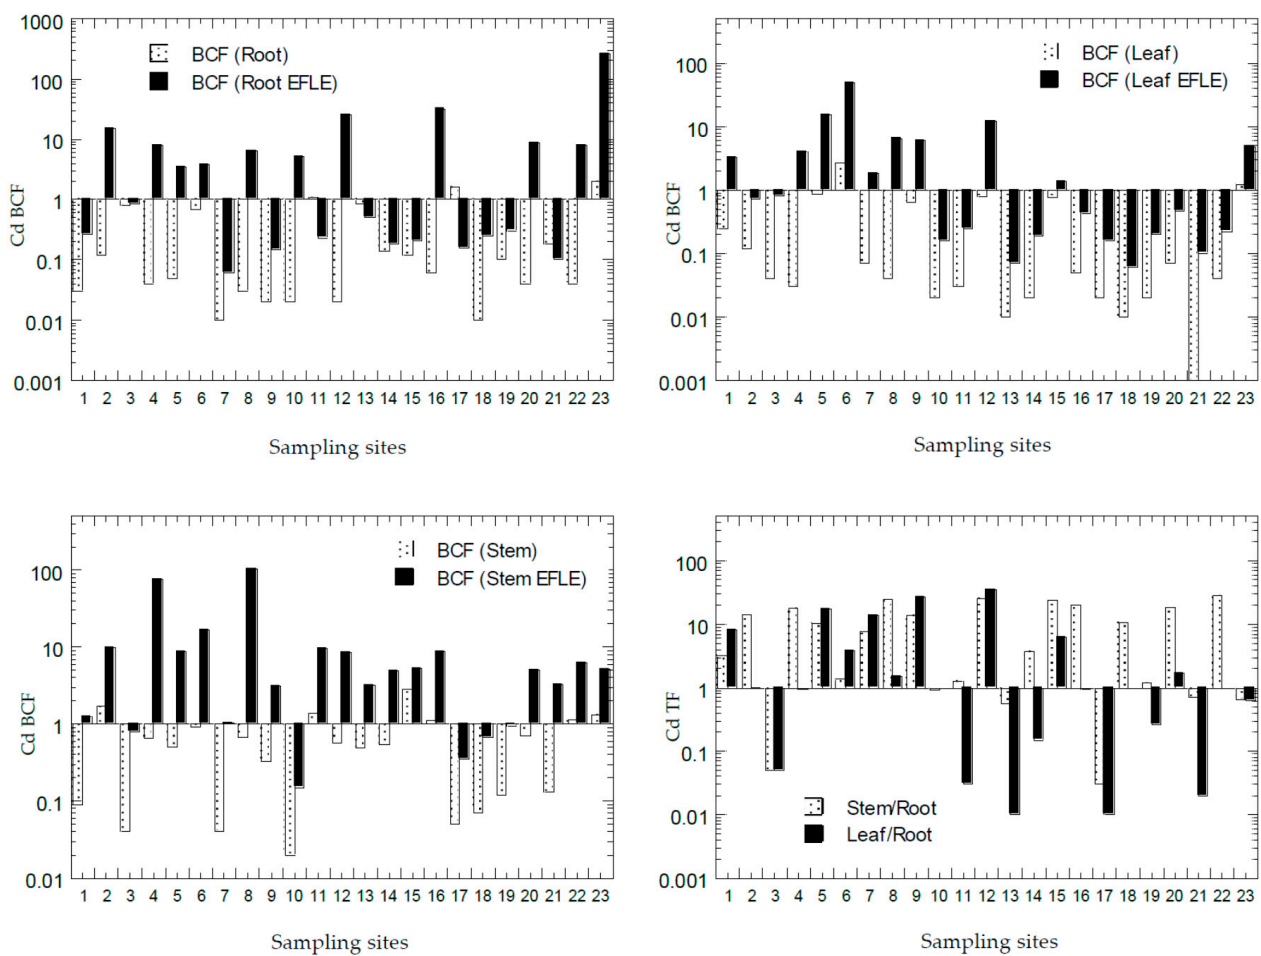 1000
100
10
1
0.1
0.01
0.001
Cd BCF
BCF (Root)
BCF (Root EFLE)
1 2 3 4 5 6 7 8 9 10 11 12 13 14 15 16 17 18 19 20 21 22 23
Sampling sites
100
10
1
0.1
0.01
0.001
Cd BCF
BCF (Leaf)
BCF (Leaf EFLE)
1 2 3 4 5 6 7 8 9 10 11 12 13 14 15 16 17 18 19 20 21 22 23
Sampling sites
100
10
1
0.1
0.01
Cd BCF
BCF (Stem)
BCF (Stem EFLE)
1 2 3 4 5 6 7 8 9 10 11 12 13 14 15 16 17 18 19 20 21 22 23
Sampling sites
100
10
1
0.1
0.01
0.001
Cd TF
Stem/Root
Leaf/Root
1 2 3 4 5 6 7 8 9 10 11 12 13 14 15 16 17 18 19 20 21 22 23
Sampling sites